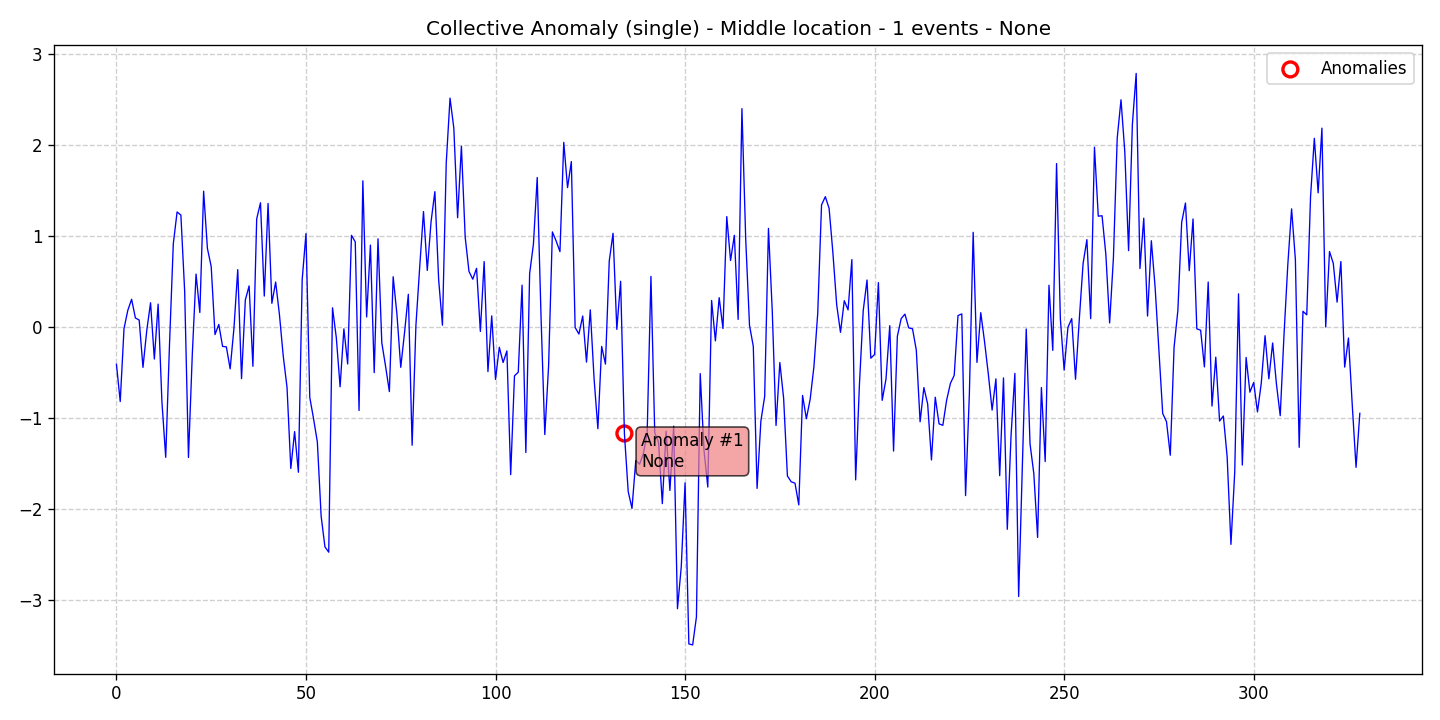 Collective Anomaly (single) - Middle location - 1 events - None
3
2
1
0
−1
−2
−3
Anomalies
Anomaly #1
None
0 50 100 150 200 250 300